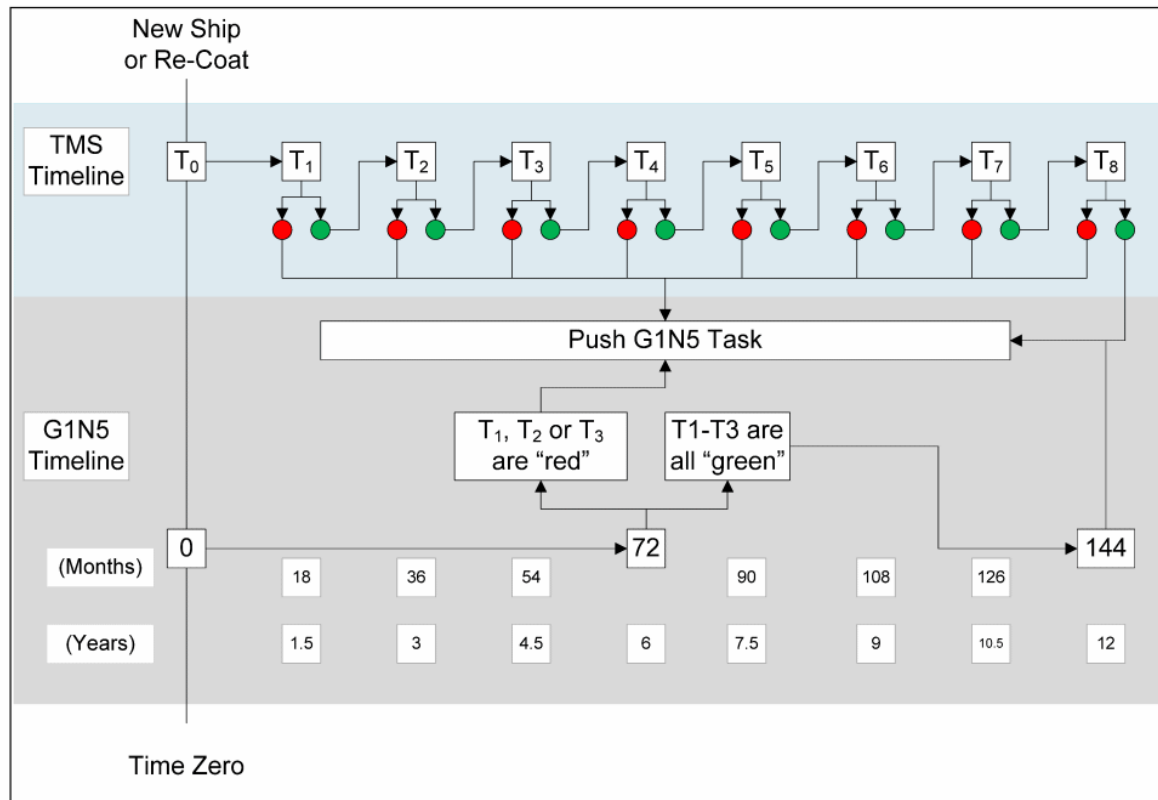 New Ship
or Re-Coat
TMS
Timeline
T₀
T₁
T₂
T₃
T₄
T₅
T₆
T₇
T₈
Push G1N5 Task
G1N5
Timeline
T₁, T₂ or T₃
are “red”
T1-T3 are
all “green”
(Months)
0
72
144
18
36
54
90
108
126
(Years)
1.5
3
4.5
6
7.5
9
10.5
12
Time Zero